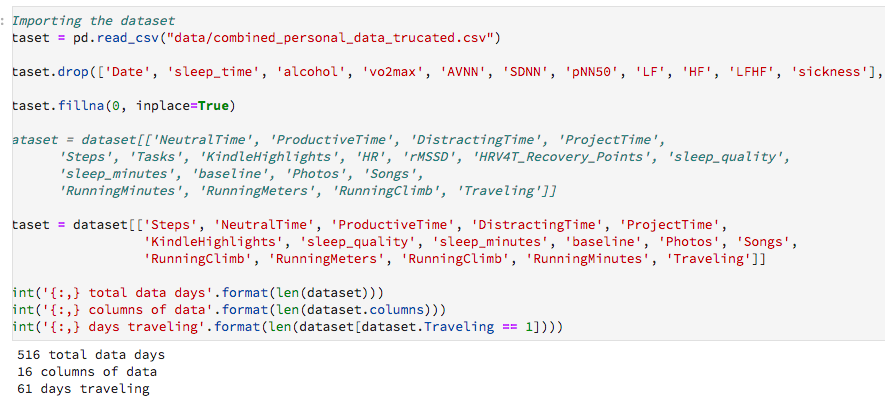 : Importing the dataset
taset = pd.read_csv("data/combined_personal_data_trucated.csv")
taset.drop(['Date', 'sleep_time', 'alcohol', 'vo2max', 'AVNN', 'SDNN', 'pNN50', 'LF', 'HF', 'LFHF', 'sickness'],
taset.fillna(0, inplace=True)
ataset = dataset[['NeutralTime', 'ProductiveTime', 'DistractingTime', 'ProjectTime',
'Steps', 'Tasks', 'KindleHighlights', 'HR', 'rMSSD', 'HRV4T_Recovery_Points', 'sleep_quality',
'sleep_minutes', 'baseline', 'Photos', 'Songs',
'RunningMinutes', 'RunningMeters', 'RunningClimb', 'Traveling']]
taset = dataset[['Steps', 'NeutralTime', 'ProductiveTime', 'DistractingTime', 'ProjectTime',
'KindleHighlights', 'sleep_quality', 'sleep_minutes', 'baseline', 'Photos', 'Songs',
'RunningClimb', 'RunningMeters', 'RunningClimb', 'RunningMinutes', 'Traveling']]
int('{:,} total data days'.format(len(dataset)))
int('{:,} columns of data'.format(len(dataset.columns)))
int('{:,} days traveling'.format(len(dataset[dataset.Traveling == 1])))
516 total data days
16 columns of data
61 days traveling